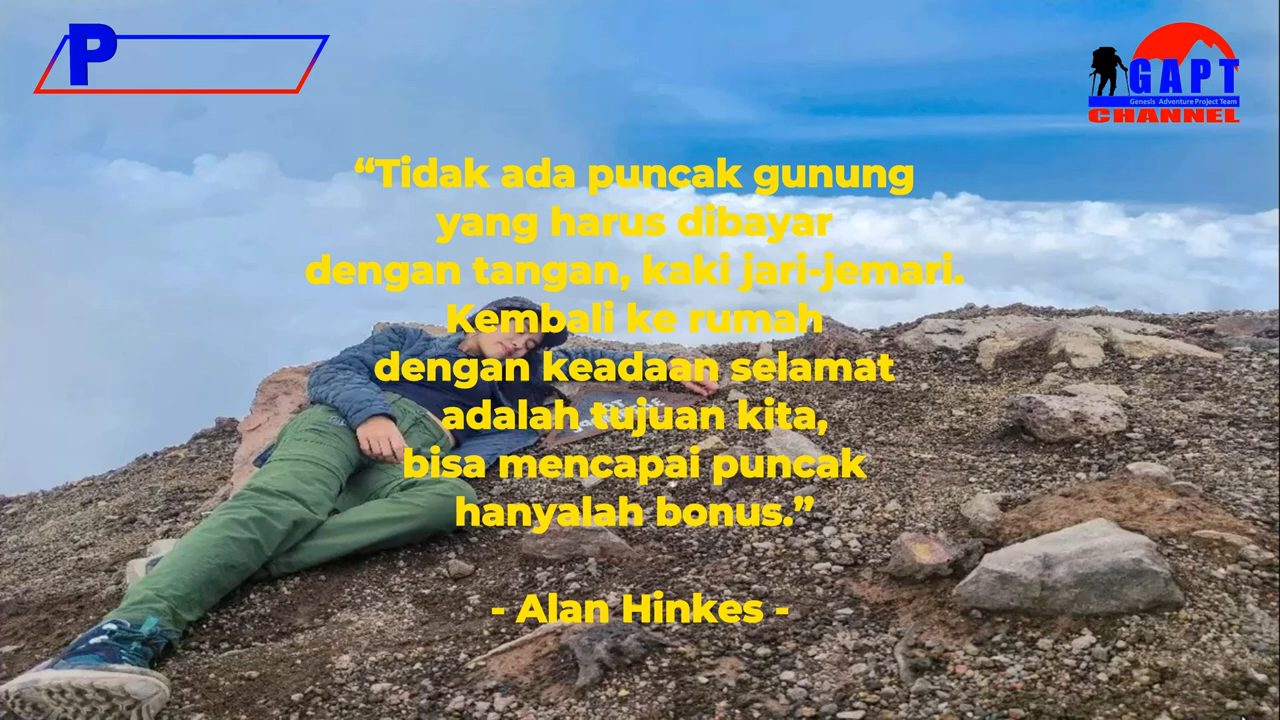 P
GAPT
Genesis Adventure Project Team
CHANNEL
“Tidak ada puncak gunung
yang harus dibayar
dengan tangan, kaki jari-jemari.
Kembali ke rumah
dengan keadaan selamat
adalah tujuan kita,
bisa mencapai puncak
hanyalah bonus.”
- Alan Hinkes -